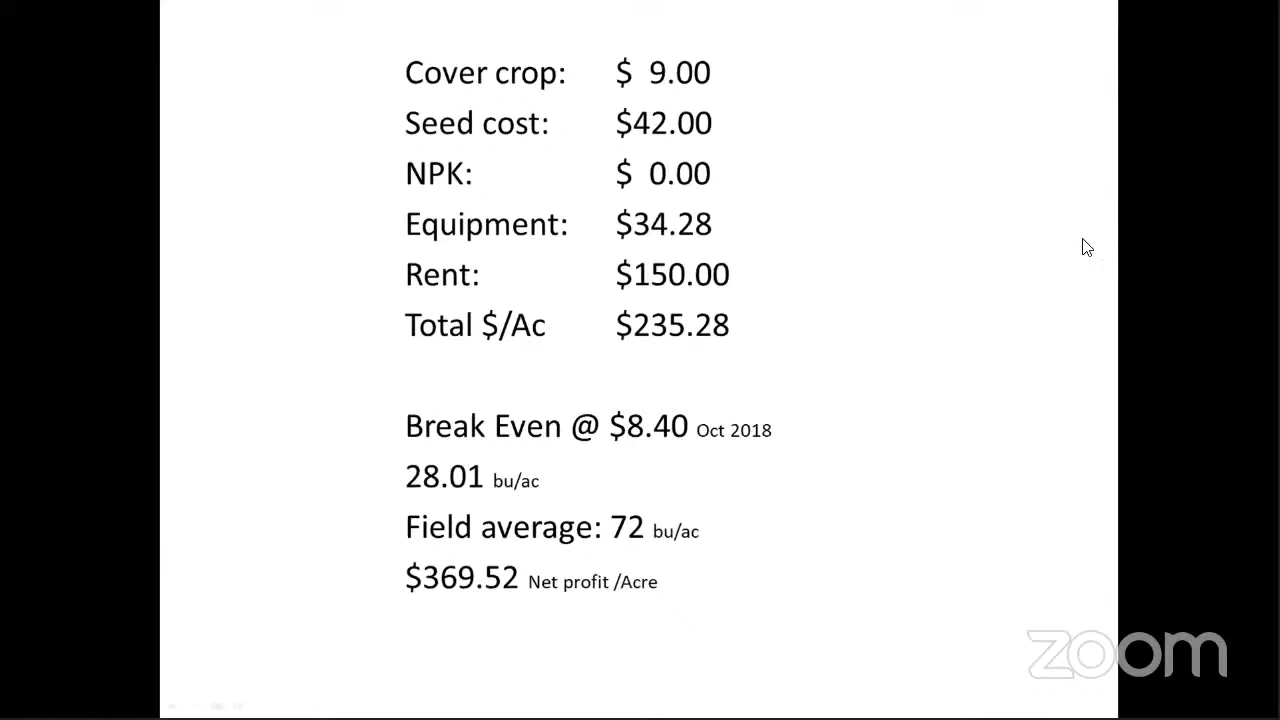 Cover crop: $ 9.00
Seed cost: $42.00
NPK: $ 0.00
Equipment: $34.28
Rent: $150.00
Total $/Ac $235.28
Break Even @ $8.40 Oct 2018
28.01 bu/ac
Field average: 72 bu/ac
$369.52 Net profit /Acre
zoom